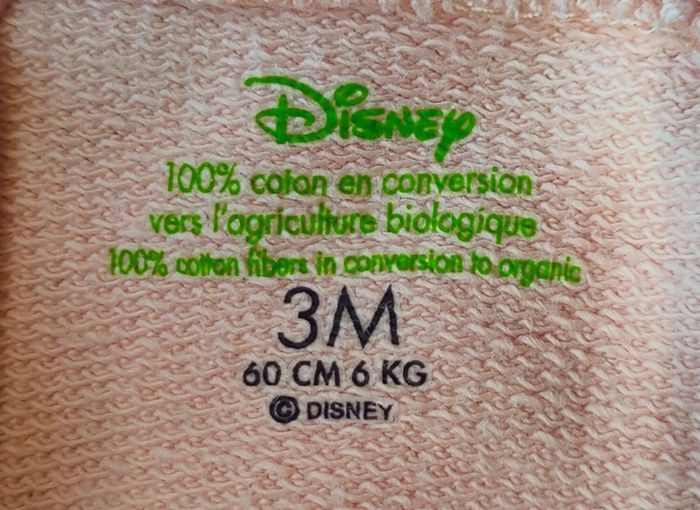 Disney
100% coton en conversion
vers l'agriculture biologique
100% cotton fibers in conversion to organic
3M
60 CM 6 KG
© DISNEY